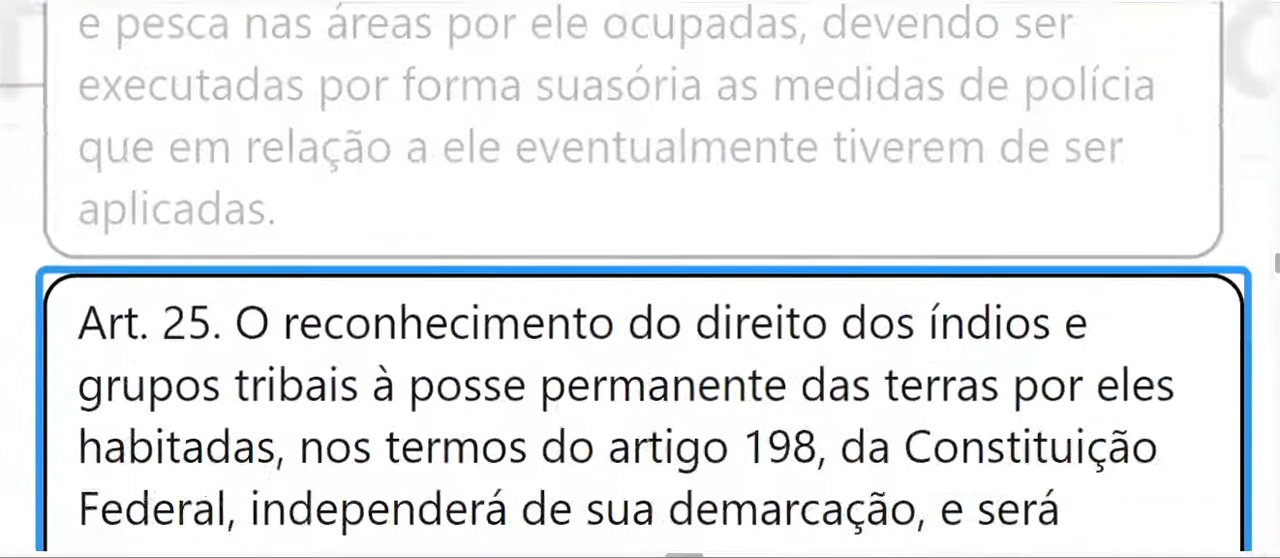 e pesca nas áreas por ele ocupadas, devendo ser
executadas por forma suasória as medidas de polícia
que em relação a ele eventualmente tiverem de ser
aplicadas.
Art. 25. O reconhecimento do direito dos índios e
grupos tribais à posse permanente das terras por eles
habitadas, nos termos do artigo 198, da Constituição
Federal, independerá de sua demarcação, e será